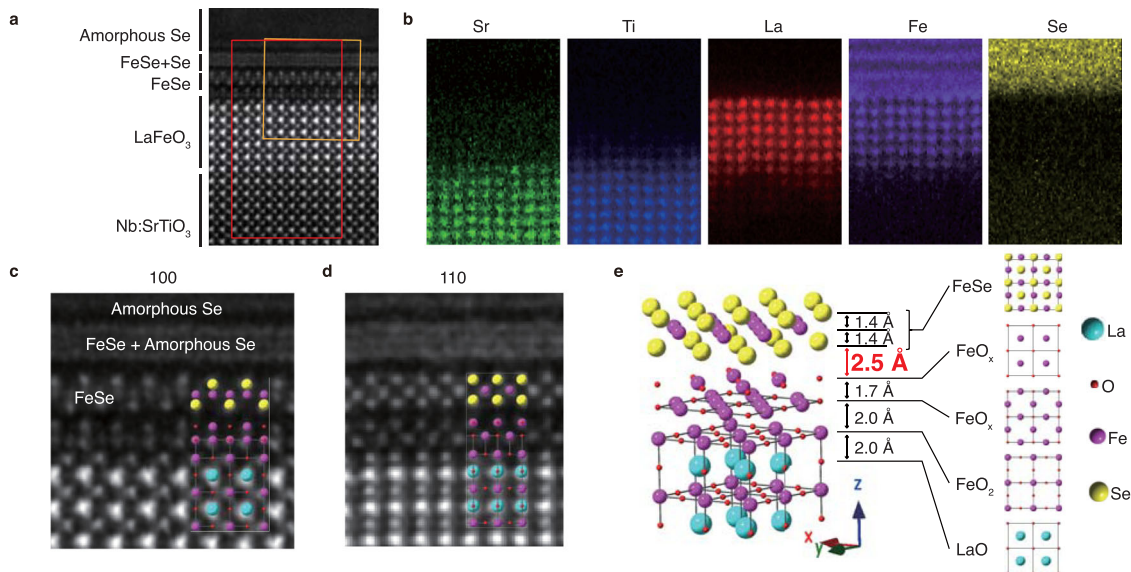 a
Amorphous Se
FeSe+Se
FeSe
LaFeO3
Nb:SrTiO3
b
Sr
Ti
La
Fe
Se
c
100
Amorphous Se
FeSe + Amorphous Se
FeSe
d
110
e
1.4 Å
1.4 Å
2.5 Å
1.7 Å
2.0 Å
2.0 Å
z
x
y
FeSe
FeOx
FeOx
FeO2
LaO
La
O
Fe
Se